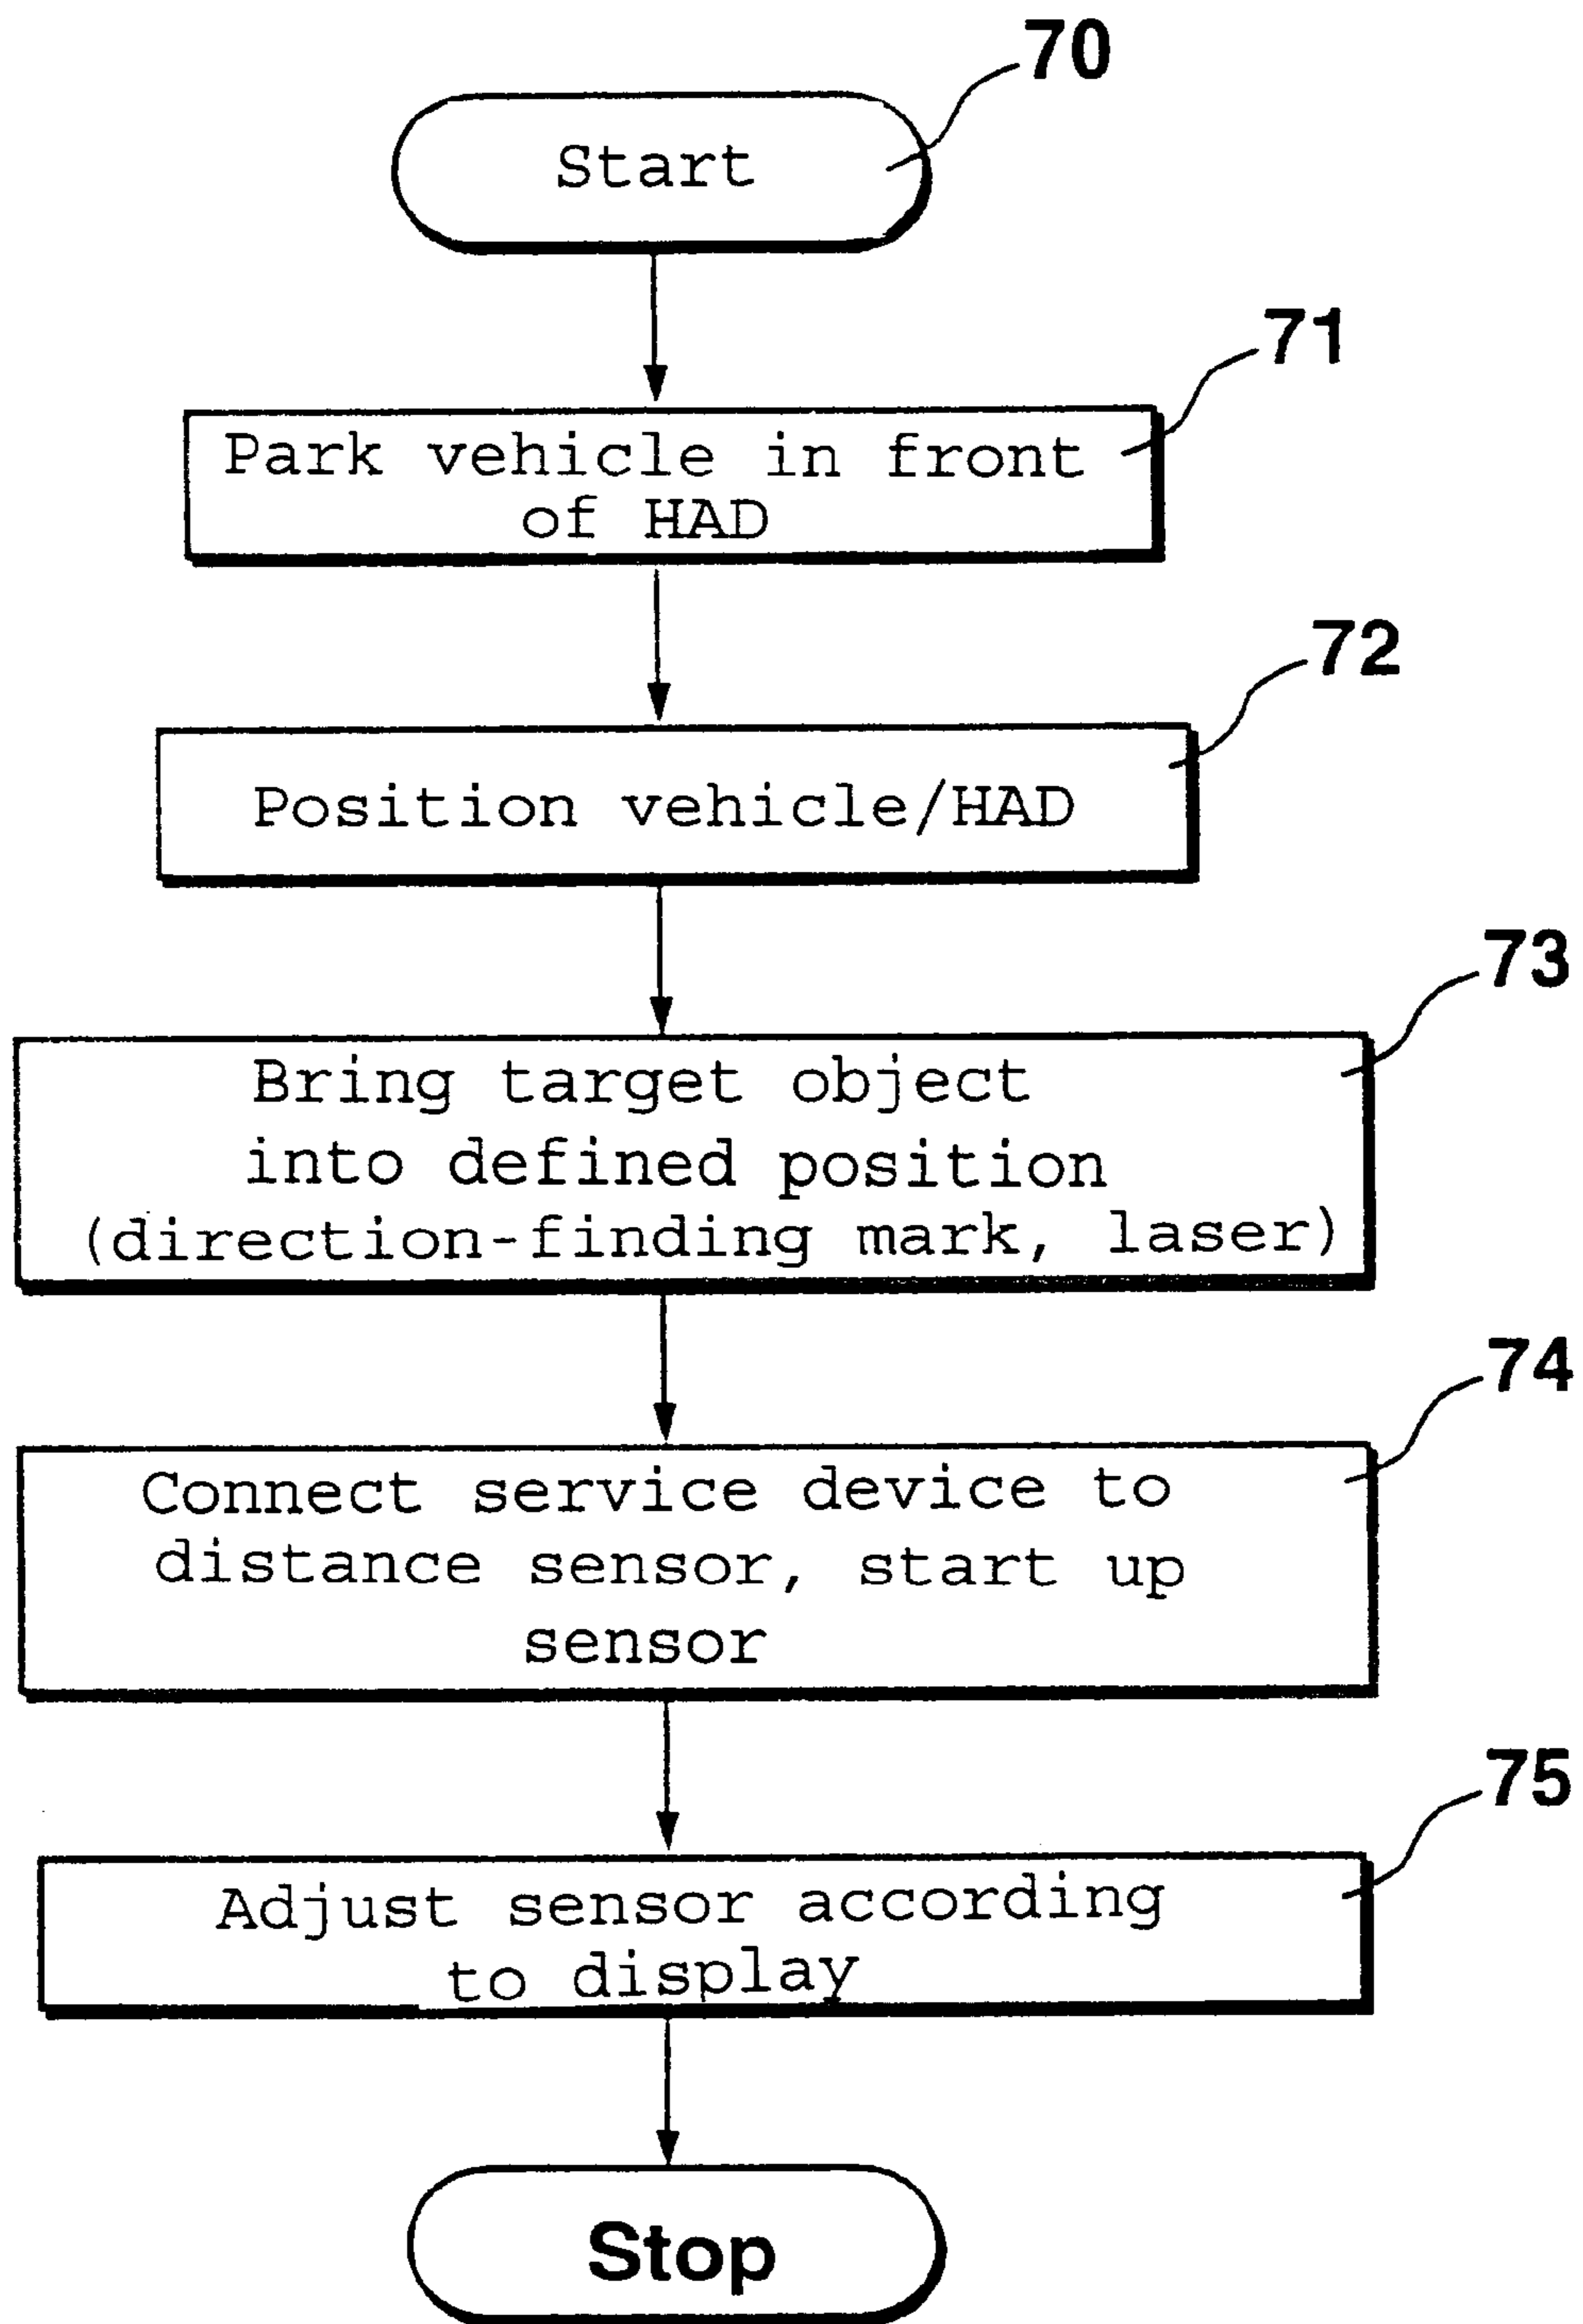 70
Start
71
Park vehicle in front
of HAD
72
Position vehicle/HAD
73
Bring target object
into defined position
(direction-finding mark, laser)
74
Connect service device to
distance sensor, start up
sensor
75
Adjust sensor according
to display
Stop